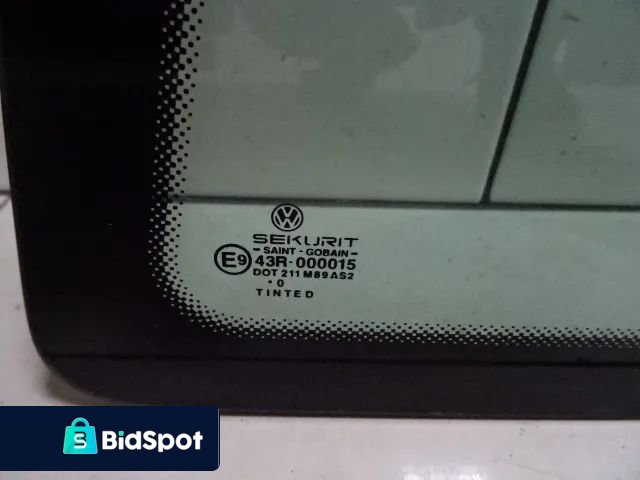 SEKURIT
- SAINT - GOBAIN -
E9 43R-000015
DOT 211 M89 AS2
• 0
TINTED
BidSpot